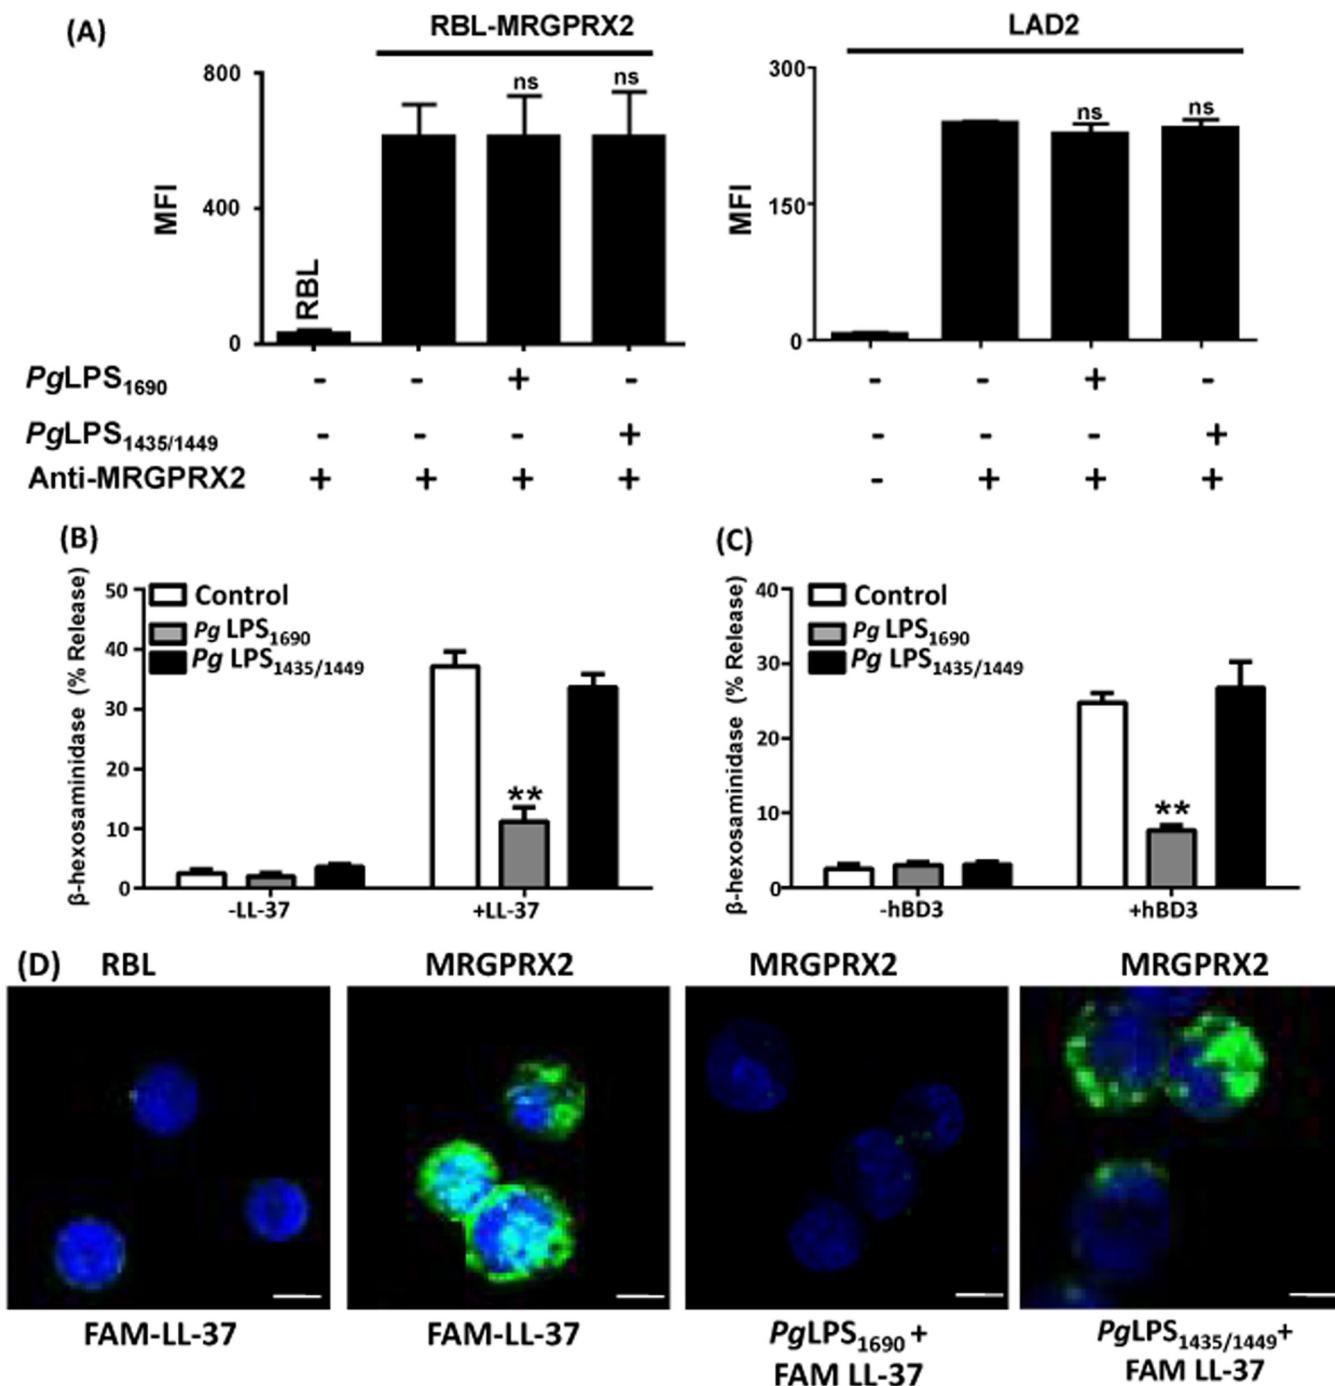 (A)
RBL-MRGPRX2
LAD2
800
400
0
MFI
RBL
ns
ns
300
150
0
MFI
ns
ns
PgLPS1690 - - + - - - + -
PgLPS1435/1449 - - - + - - - +
Anti-MRGPRX2 + + + + - + + +
(B)
β-hexosaminidase (% Release)
50
40
30
20
10
0
Control
Pg LPS1690
Pg LPS1435/1449
**
-LL-37
+LL-37
(C)
β-hexosaminidase (% Release)
40
30
20
10
0
Control
Pg LPS1690
Pg LPS1435/1449
**
-hBD3
+hBD3
(D) RBL
MRGPRX2
MRGPRX2
MRGPRX2
FAM-LL-37
FAM-LL-37
PgLPS1690 +
FAM LL-37
PgLPS1435/1449+
FAM LL-37